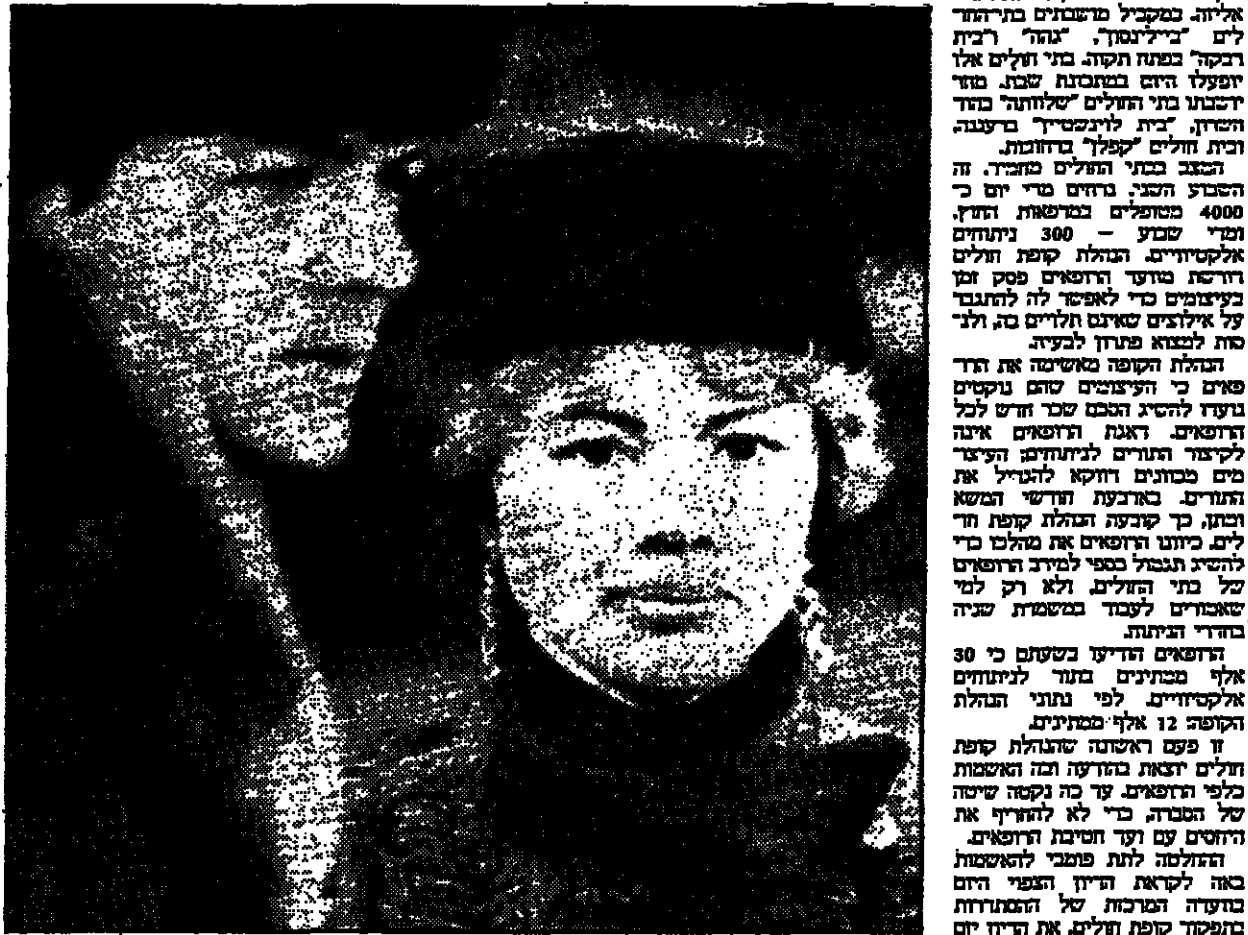 אליהו. במקביל מושבתים בתי־החו־
לים "ביילינסון", "גהה" ו"בית
רבקה" בפתח תקוה. בתי חולים אלו
יופעלו היום במתכונת שבת. מחר
יושבתו בתי החולים "שלוותה" בהוד
השרון, "בית לוינשטיין" ברעננה,
ובית חולים "קפלן" ברחובות.
המצב בבתי החולים מחמיר. זה
השבוע השני, נדחים מדי יום כ־
4000 מטופלים במרפאות החוץ,
ומדי שבוע — 300 ניתוחים
אלקטיוויים. הנהלת קופת חולים
דורשת מוועד הרופאים פסק זמן
בעיצומים כדי לאפשר לה להתגבר
על אילוצים שאינם תלויים בה, ולנ־
סות למצוא פתרון לבעיה.
הנהלת הקופה מאשימה את הרו־
פאים כי העיצומים שהם נוקטים
נועדו להשיג הסכם שכר חדש לכל
הרופאים. דאגת הרופאים אינה
לקיצור התורים לניתוחים; העיצו־
מים מכוונים דווקא להגדיל את
התורים. בארבעת חודשי המשא
ומתן, כך קובעת הנהלת קופת חו־
לים, כיוונו הרופאים את מהלכו כדי
להשיג תגמול כספי למירב הרופאים
של בתי החולים, ולא רק למי
שאמורים לעבוד במשמרת שניה
בחדרי הניתוח.
הרופאים הודיעו בשעתם כי 30
אלף ממתינים בתור לניתוחים
אלקטיוויים. לפי נתוני הנהלת
הקופה: 12 אלף ממתינים.
זו פעם ראשונה שהנהלת קופת
חולים יוצאת בהודעה ובה האשמות
כלפי הרופאים. עד כה נקטה שיטה
של הסברה, כדי לא להחריף את
היחסים עם ועד חטיבת הרופאים.
ההחלטה לתת פומבי להאשמות
באה לקראת הדיון הצפוי היום
בוועדה המרכזת של ההסתדרות
בתפקוד קופת חולים. את הדיון יזם